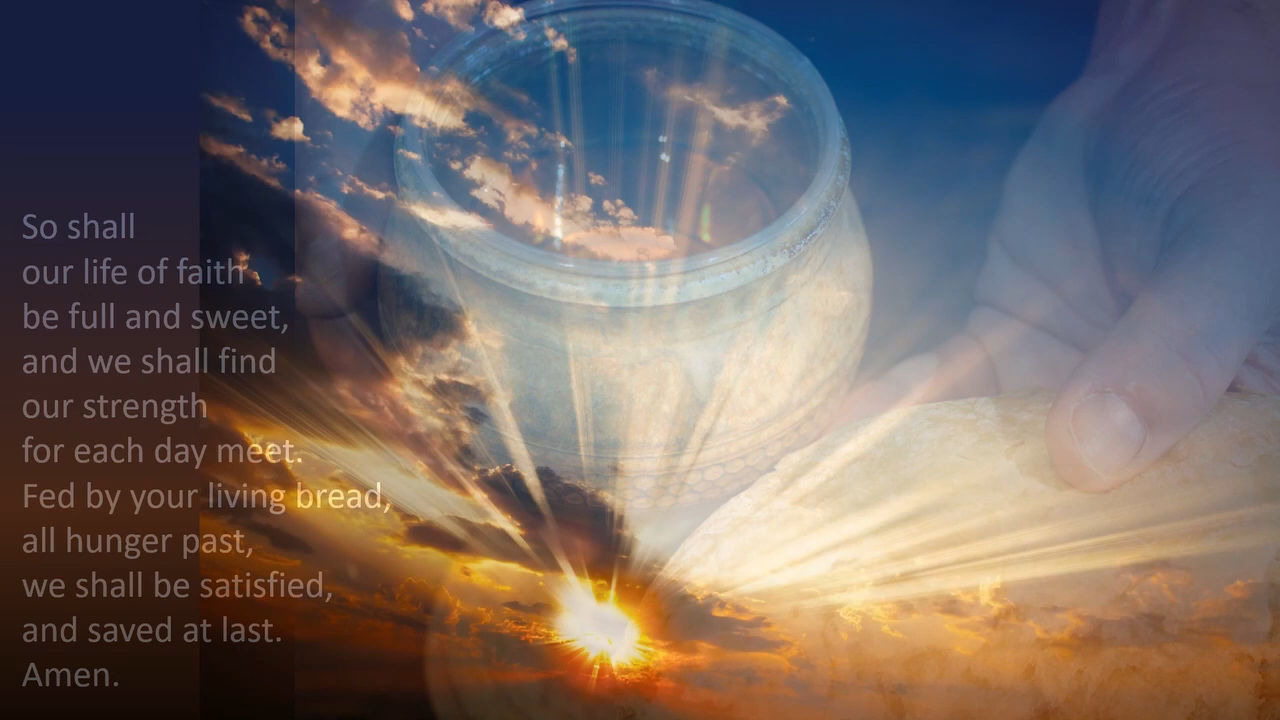 So shall
our life of faith
be full and sweet,
and we shall find
our strength
for each day meet.
Fed by your living bread,
all hunger past,
we shall be satisfied,
and saved at last.
Amen.